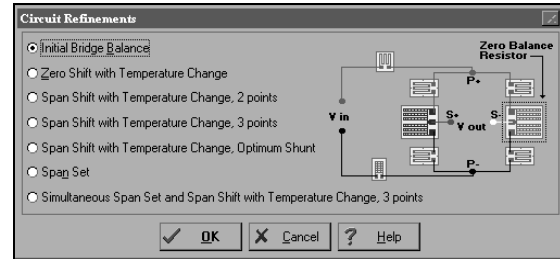 Circuit Refinements
Initial Bridge Balance
Zero Shift with Temperature Change
Span Shift with Temperature Change, 2 points
Span Shift with Temperature Change, 3 points
Span Shift with Temperature Change, Optimum Shunt
Span Set
Simultaneous Span Set and Span Shift with Temperature Change, 3 points
Zero Balance
Resistor
P+
V in
S+
S-
V out
P-
OK
Cancel
? Help